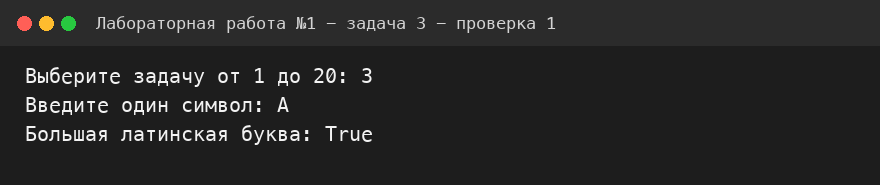 Лабораторная работа №1 — задача 3 — проверка 1
Выберите задачу от 1 до 20: 3
Введите один символ: A
Большая латинская буква: True